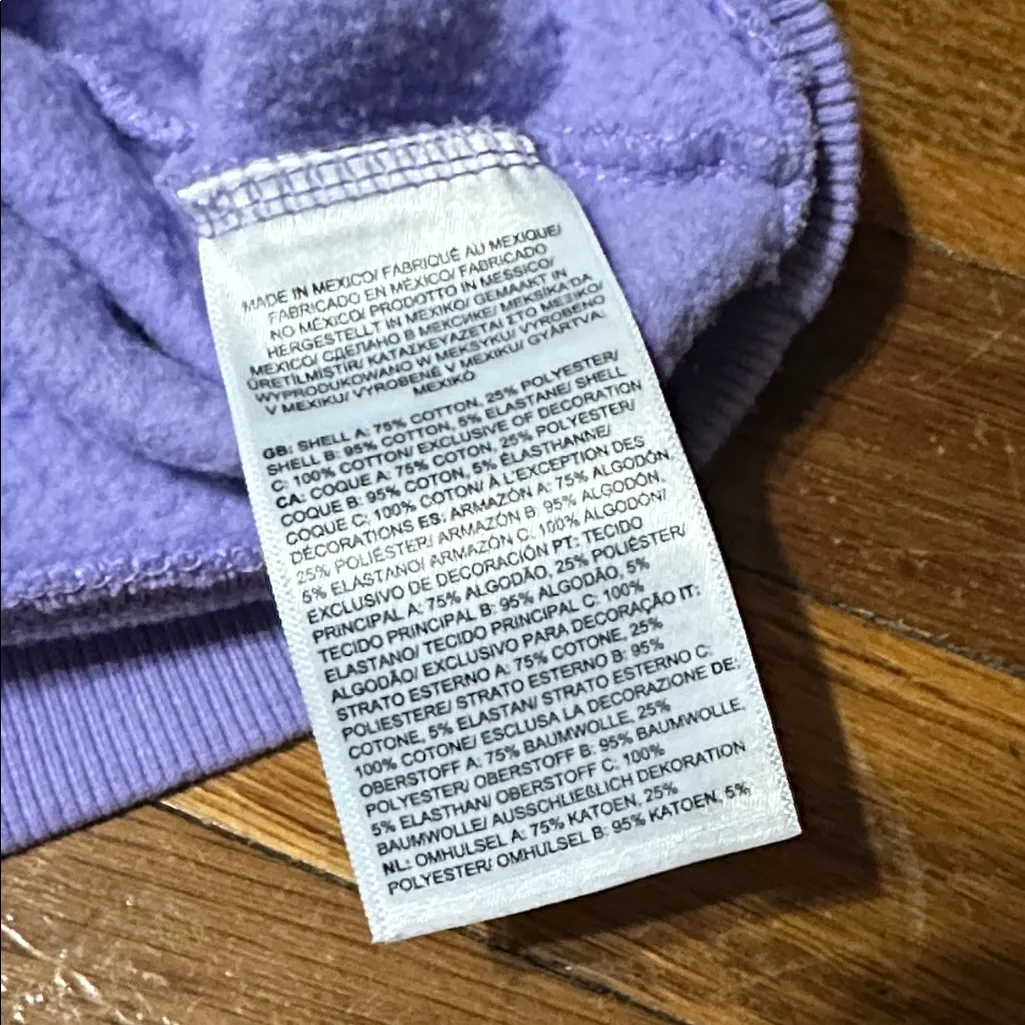 MADE IN MEXICO/ FABRIQUÉ AU MEXIQUE/
FABRICADO EN MÉXICO/ FABRICADO
NO MÉXICO/ PRODOTTO IN MESSICO/
HERGESTELLT IN MEXIKO/ GEMAAKT IN
MEXICO/ СДЕЛАНО В МЕКСИКЕ/ MEKSİKA'DA
ÜRETİLMİŞTİR/ ΚΑΤΑΣΚΕΥΑΖΕΤΑΙ ΣΤΟ ΜΕΞΙΚΟ/
WYPRODUKOWANO W MEKSYKU/ VYROBENO
V MEXIKU/ VYROBENÉ V MEXIKU/ GYÁRTVA:
MEXIKÓ
GB: SHELL A: 75% COTTON, 25% POLYESTER/
SHELL B: 95% COTTON, 5% ELASTANE/ SHELL
C: 100% COTTON/ EXCLUSIVE OF DECORATION
CA: COQUE A: 75% COTON, 25% POLYESTER/
COQUE B: 95% COTON, 5% ÉLASTHANNE/
COQUE C: 100% COTON/ À L'EXCEPTION DES
DÉCORATIONS ES: ARMAZÓN A: 75% ALGODÓN,
25% POLIÉSTER/ ARMAZÓN B: 95% ALGODÓN,
5% ELASTANO/ ARMAZÓN C: 100% ALGODÓN/
EXCLUSIVO DE DECORACIÓN PT: TECIDO
PRINCIPAL A: 75% ALGODÃO, 25% POLIÉSTER/
TECIDO PRINCIPAL B: 95% ALGODÃO, 5%
ELASTANO/ TECIDO PRINCIPAL C: 100%
ALGODÃO/ EXCLUSIVO PARA DECORAÇÃO IT:
STRATO ESTERNO A: 75% COTONE, 25%
POLIESTERE/ STRATO ESTERNO B: 95%
COTONE, 5% ELASTAN/ STRATO ESTERNO C:
100% COTONE/ ESCLUSA LA DECORAZIONE DE:
OBERSTOFF A: 75% BAUMWOLLE, 25%
POLYESTER/ OBERSTOFF B: 95% BAUMWOLLE,
5% ELASTHAN/ OBERSTOFF C: 100%
BAUMWOLLE/ AUSSCHLIEßLICH DEKORATION
NL: OMHULSEL A: 75% KATOEN, 25%
POLYESTER/ OMHULSEL B: 95% KATOEN, 5%